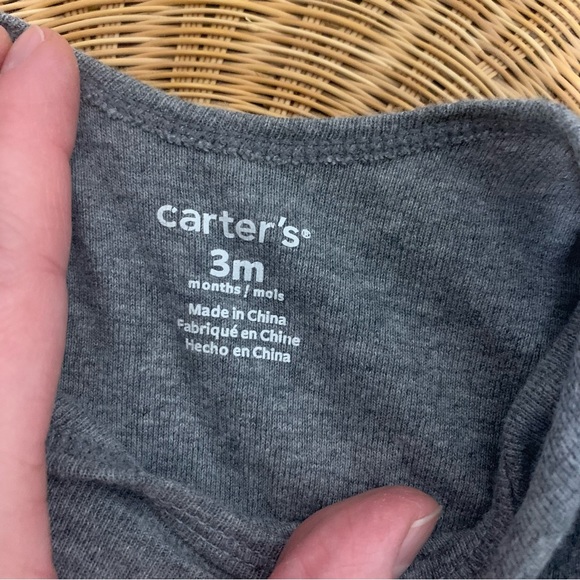 carter's®
3m
months / mois
Made in China
Fabriqué en Chine
Hecho en China